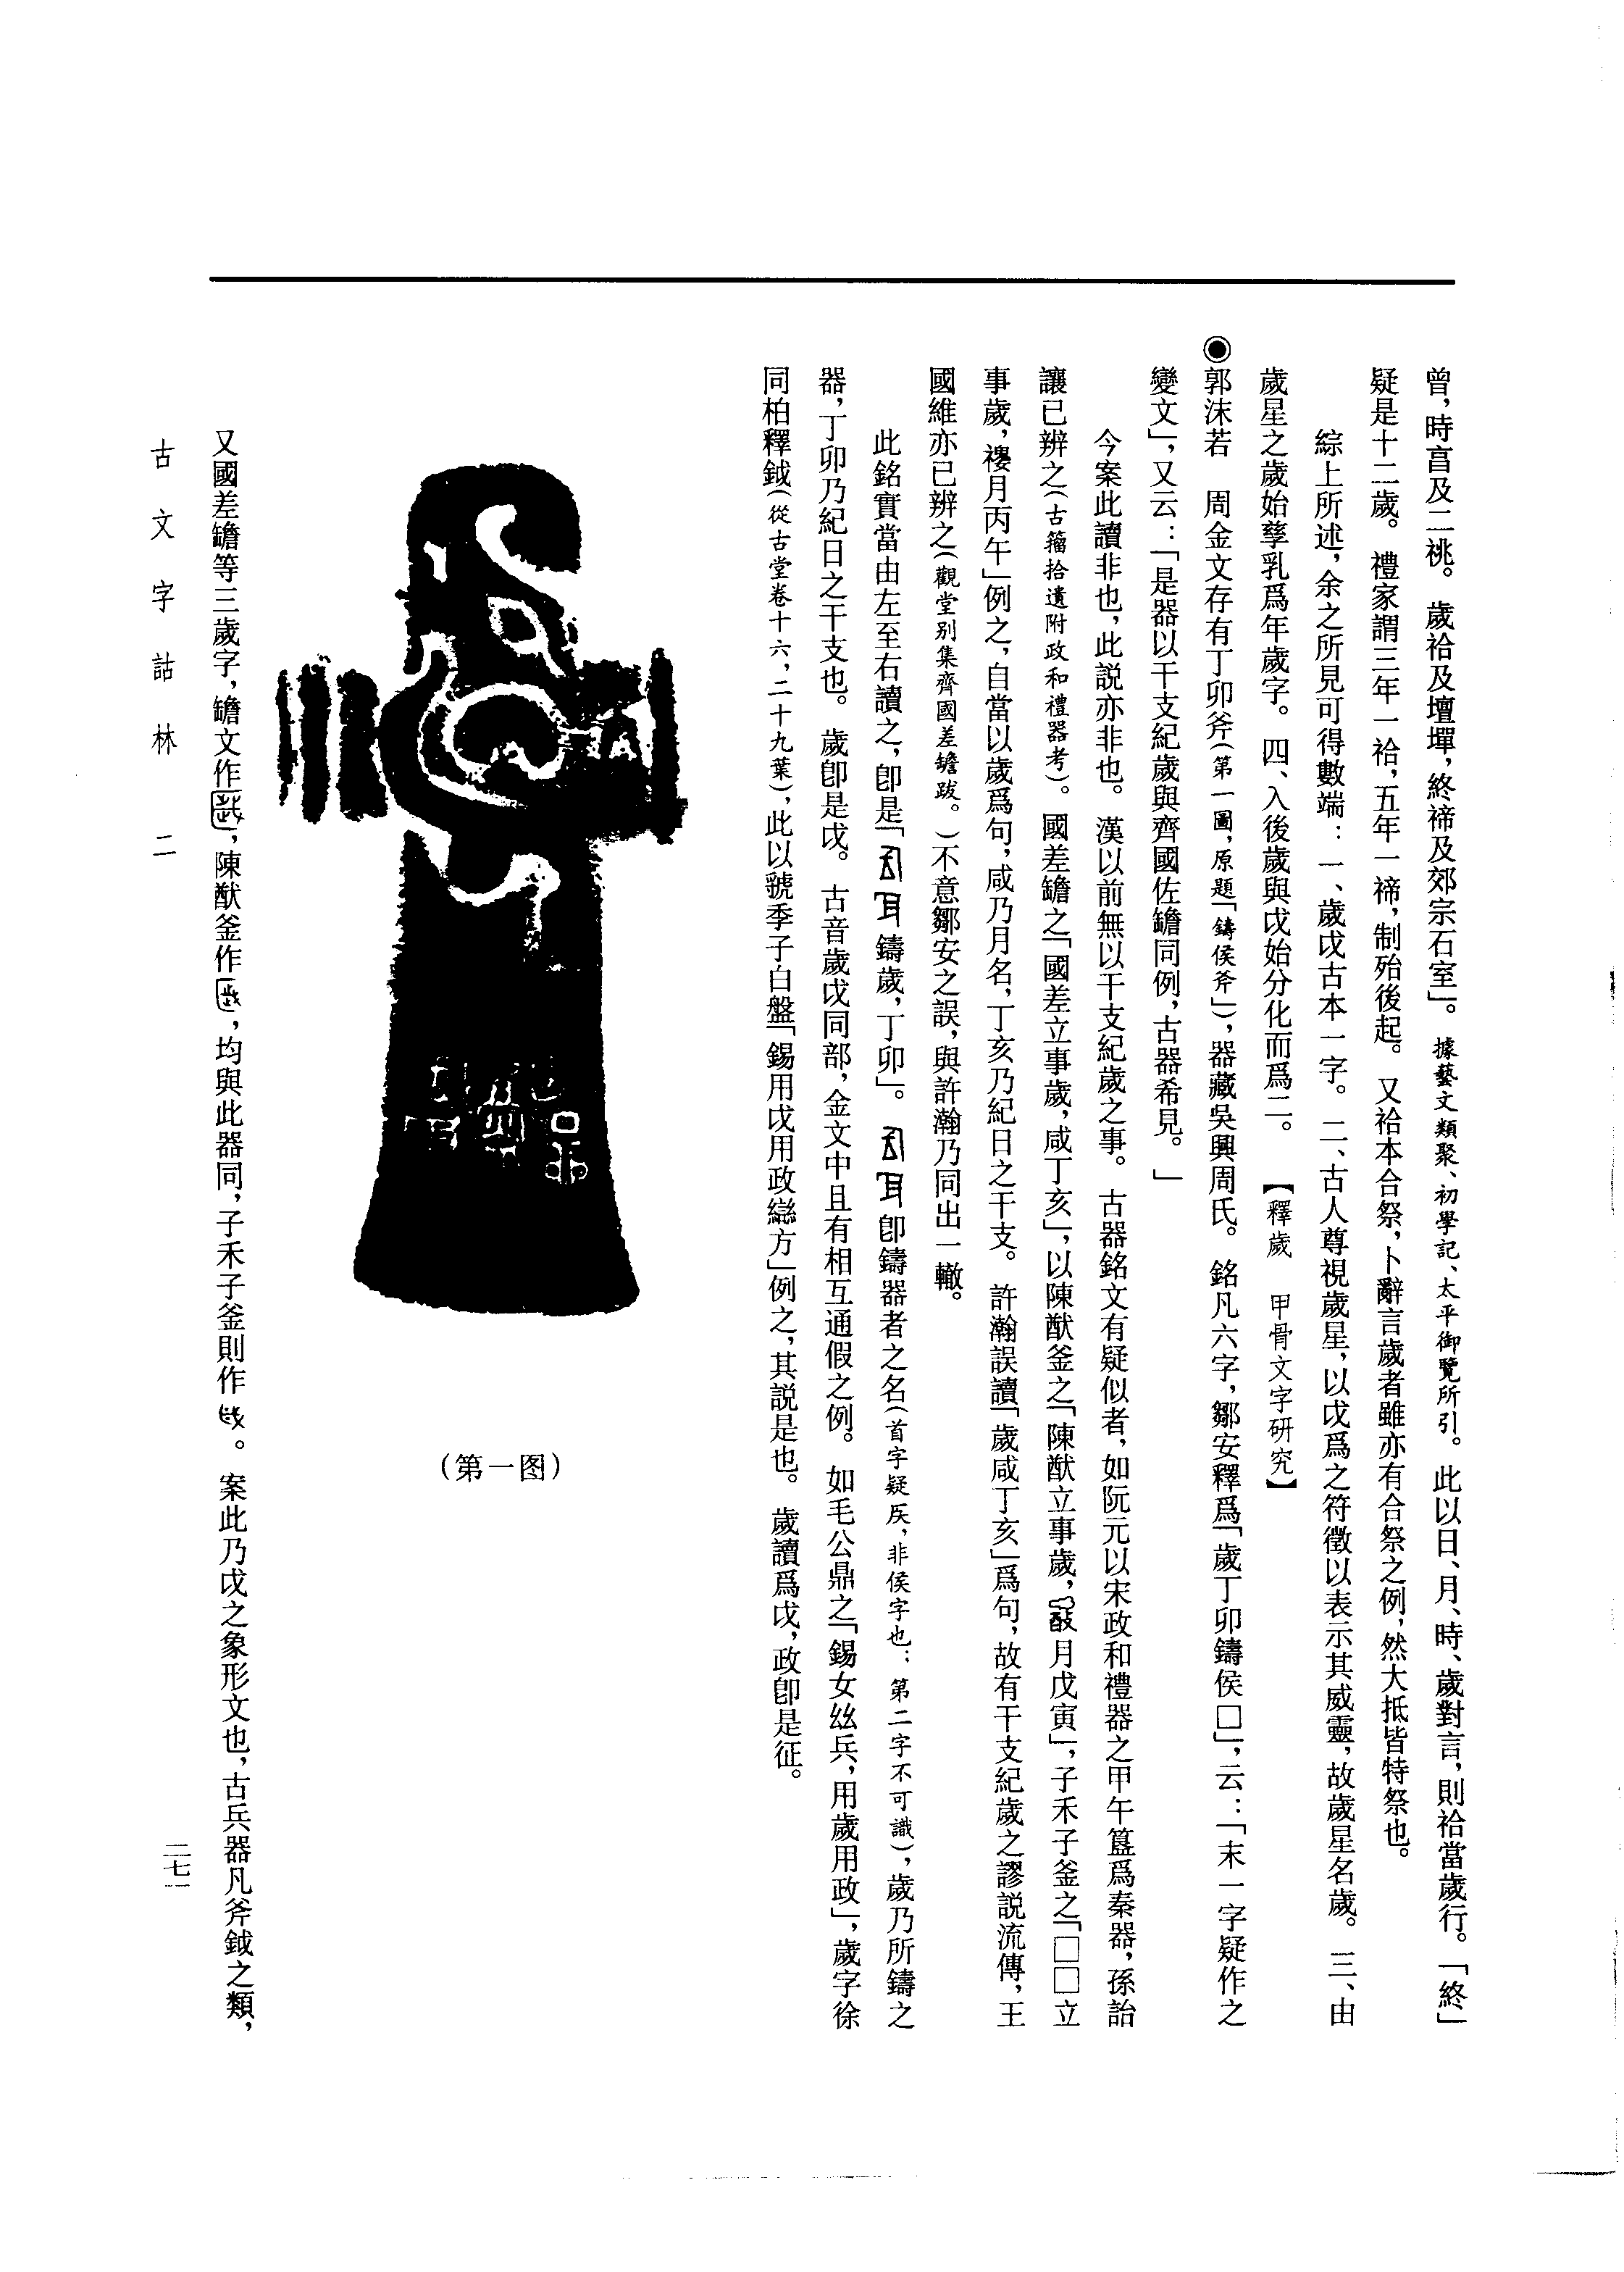 曾，時亯及二祧。歲祫及壇墠，終禘及郊宗石室」。據藝文類聚、初學記、太平御覽所引。此以日、月、時、歲對言，則祫當歲行。「終」
疑是十二歲。禮家謂三年一祫，五年一禘，制殆後起。又祫本合祭，卜辭言歲者雖亦有合祭之例，然大抵皆特祭也。
綜上所述，余之所見可得數端：一、歲戉古本一字。二、古人尊視歲星，以戉爲之符徵以表示其威靈，故歲星名歲。三、由
歲星之歲始孳乳爲年歲字。四、入後歲與戉始分化而爲二。【釋歲　甲骨文字研究】
◉郭沫若　周金文存有丁卯斧（第一圖，原題「鑄侯斧」），器藏吳興周氏。銘凡六字，鄒安釋爲「歲丁卯鑄侯□」，云：「末一字疑作之
變文」，又云：「是器以干支紀歲與齊國佐𦉜同例，古器希見。」
今案此讀非也，此説亦非也。漢以前無以干支紀歲之事。古器銘文有疑似者，如阮元以宋政和禮器之甲午簋爲秦器，孫詒
讓已辨之（古籀拾遺附政和禮器考）。國差𦉜之「國差立事歲，咸丁亥」，以陳猷釜之「陳猷立事歲，月戊寅」，子禾子釜之「□□立
事歲，禝月丙午」例之，自當以歲爲句，咸乃月名，丁亥乃紀日之干支。許瀚誤讀「歲咸丁亥」爲句，故有干支紀歲之謬説流傳，王
國維亦已辨之（觀堂別集齊國差𦉜跋。）不意鄒安之誤，與許瀚乃同出一轍。
此銘實當由左至右讀之，卽是「鑄歲，丁卯」。卽鑄器者之名（首字疑厌，非侯字也；第二字不可識），歲乃所鑄之
器，丁卯乃紀日之干支也。歲卽是戉。古音歲戉同部，金文中且有相互通假之例。如毛公鼎之「錫女玆兵，用歲用政」，歲字徐
同柏釋鉞（從古堂卷十六，二十九葉），此以虢季子白盤「錫用戉用政䜌方」例之，其説是也。歲讀爲戉，政卽是征。
（第一图）
又國差𦉜等三歲字，𦉜文作，陳猷釜作，均與此器同，子禾子釜則作。案此乃戉之象形文也，古兵器凡斧鉞之類，
古文字詁林　二
二七一